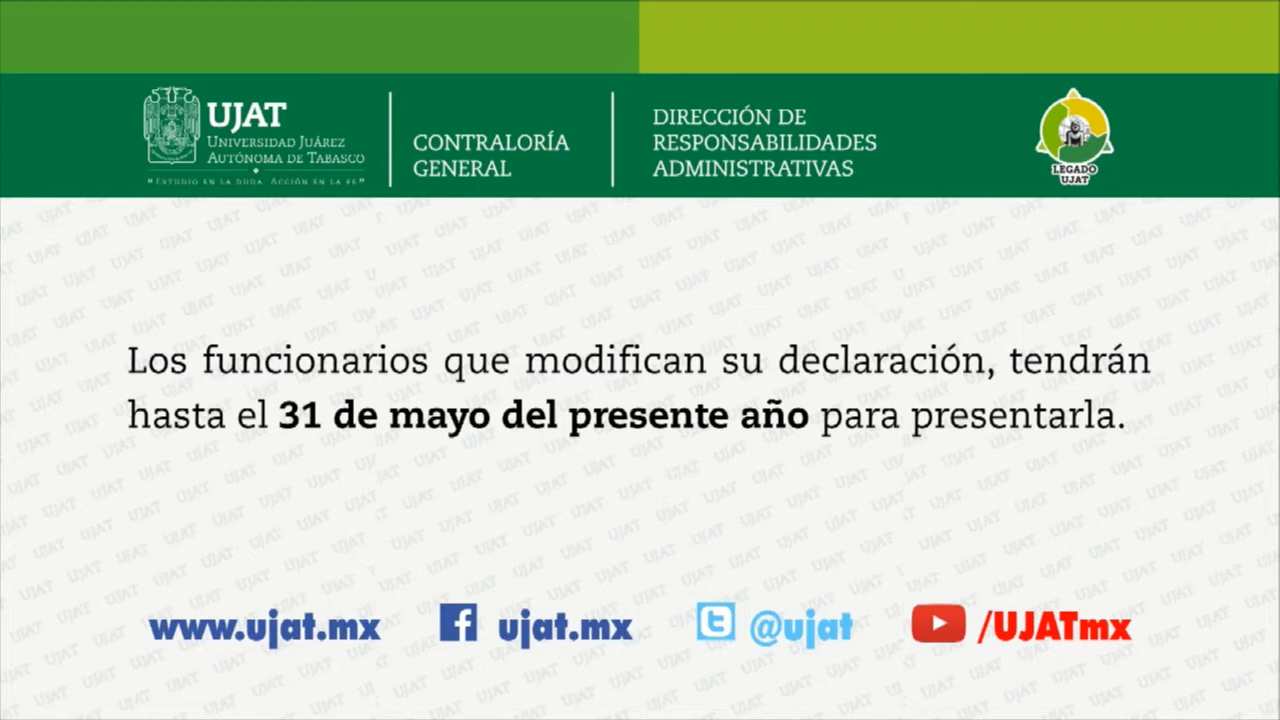 UJAT
UNIVERSIDAD JUÁREZ
AUTÓNOMA DE TABASCO
"ESTUDIO EN LA DUDA. ACCIÓN EN LA FE"
CONTRALORÍA
GENERAL
DIRECCIÓN DE
RESPONSABILIDADES
ADMINISTRATIVAS
LEGADO
UJAT
Los funcionarios que modifican su declaración, tendrán
hasta el 31 de mayo del presente año para presentarla.
www.ujat.mx
ujat.mx
@ujat
/UJATmx